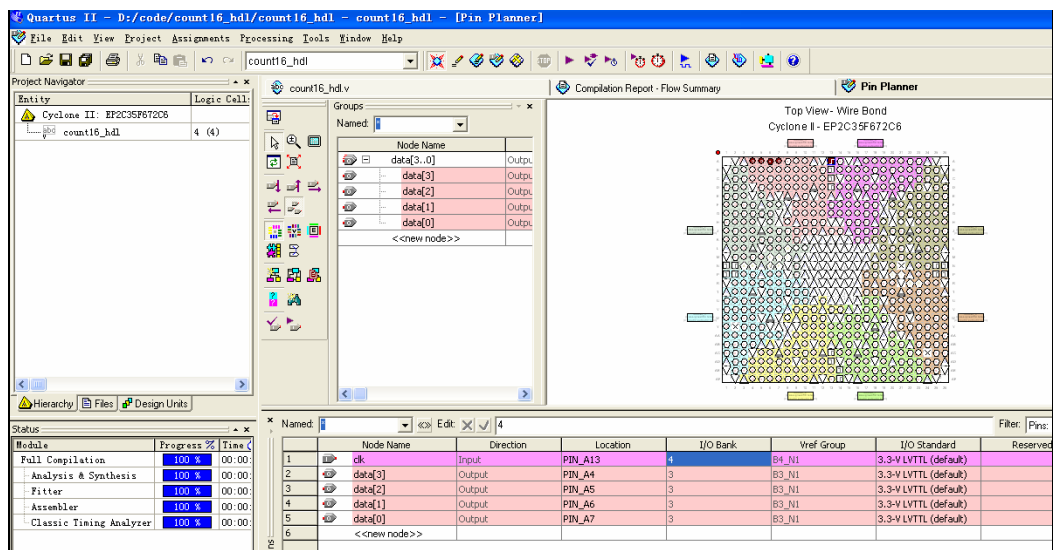 Quartus II - D:/code/count16_hdl/count16_hdl - count16_hdl - [Pin Planner]
File Edit View Project Assignments Processing Tools Window Help
count16_hdl
Project Navigator
Entity Logic Cell:
Cyclone II: EP2C35F672C6
abd count16_hdl 4 (4)
Hierarchy Files Design Units
count16_hdl.v Compilation Report - Flow Summary Pin Planner
Groups
Named: *
Node Name
data[3..0] Outpu
data[3] Outpu
data[2] Outpu
data[1] Outpu
data[0] Outpu
<<new node>>
Top View - Wire Bond
Cyclone II - EP2C35F672C6
Status
Module Progress % Time (
Full Compilation 100 % 00:00:
Analysis & Synthesis 100 % 00:00:
Fitter 100 % 00:00:
Assembler 100 % 00:00:
Classic Timing Analyzer 100 % 00:00:
Named: * Edit: 4 Filter: Pins:
Node Name Direction Location I/O Bank Vref Group I/O Standard Reserved
1 clk Input PIN_A13 4 B4_N1 3.3-V LVTTL (default)
2 data[3] Output PIN_A4 3 B3_N1 3.3-V LVTTL (default)
3 data[2] Output PIN_A5 3 B3_N1 3.3-V LVTTL (default)
4 data[1] Output PIN_A6 3 B3_N1 3.3-V LVTTL (default)
5 data[0] Output PIN_A7 3 B3_N1 3.3-V LVTTL (default)
6 <<new node>>